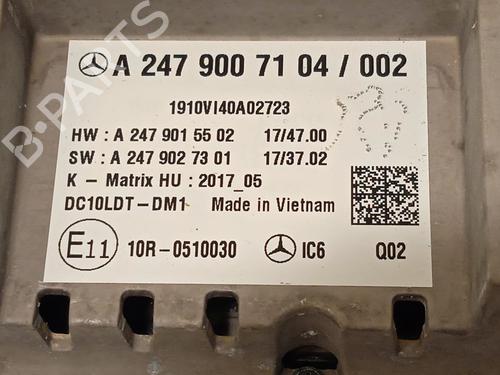 A 247 900 71 04 / 002
1910VI40A02723
HW : A 247 901 55 02 17/47.00
SW : A 247 902 73 01 17/37.02
K - Matrix HU : 2017_05
DC10LDT-DM1 Made in Vietnam
E11 10R-0510030 IC6 Q02
B-PARTS